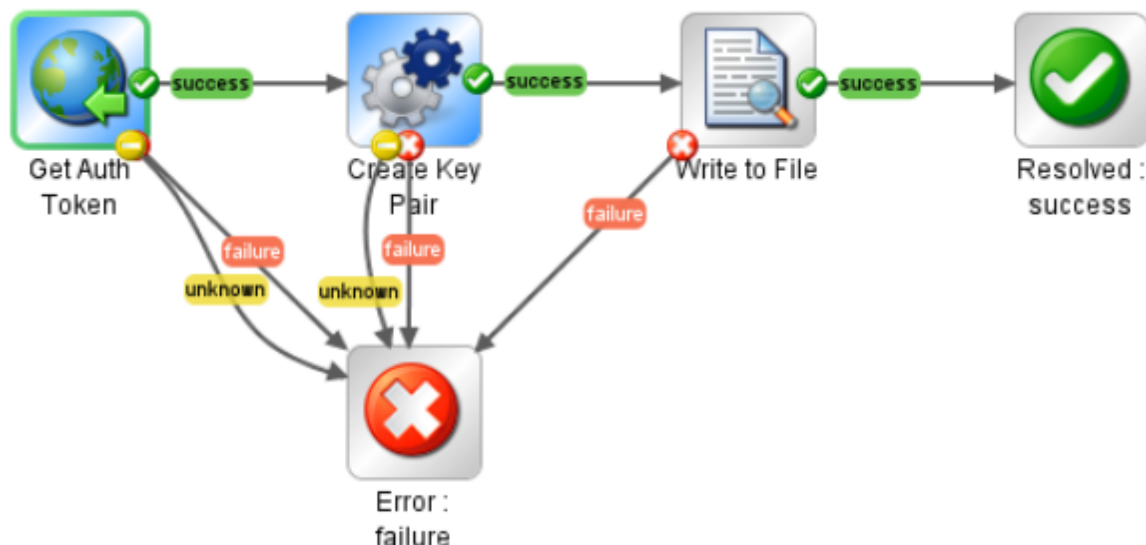 success
success
success
Get Auth
Token
Create Key
Pair
Write to File
Resolved :
success
failure
failure
failure
unknown
unknown
Error :
failure